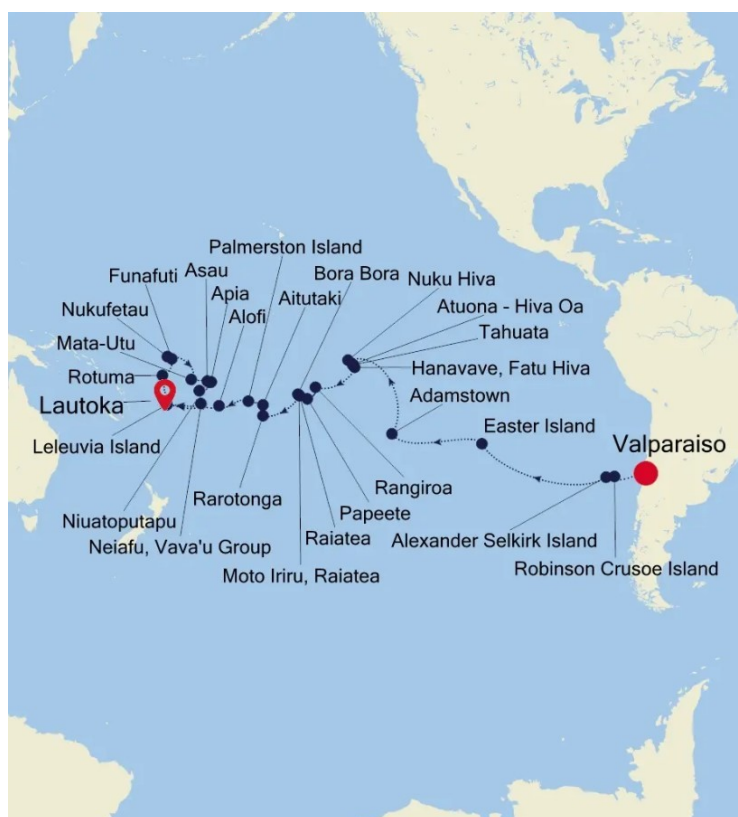 Palmerston Island
Funafuti
Asau
Bora Bora
Nuku Hiva
Apia
Aitutaki
Nukufetau
Alofi
Atuona - Hiva Oa
Tahuata
Mata-Utu
Hanavave, Fatu Hiva
Rotuma
Adamstown
Lautoka
Easter Island
Leleuvia Island
Valparaiso
Rangiroa
Rarotonga
Papeete
Niuatoputapu
Raiatea
Alexander Selkirk Island
Neiafu, Vava'u Group
Robinson Crusoe Island
Moto Iriru, Raiatea